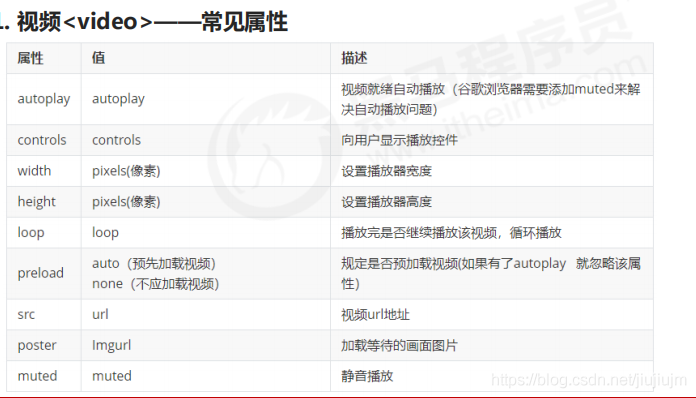 1. 视频<video>——常见属性
属性 值 描述
autoplay autoplay 视频就绪自动播放（谷歌浏览器需要添加muted来解
决自动播放问题）
controls controls 向用户显示播放控件
width pixels(像素) 设置播放器宽度
height pixels(像素) 设置播放器高度
loop loop 播放完是否继续播放该视频，循环播放
preload auto（预先加载视频）
none（不应加载视频） 规定是否预加载视频(如果有了autoplay 就忽略该属
性）
src url 视频url地址
poster Imgurl 加载等待的画面图片
muted muted 静音播放
马程序员
www.itheima.com
https://blog.csdn.net/jiujiujm